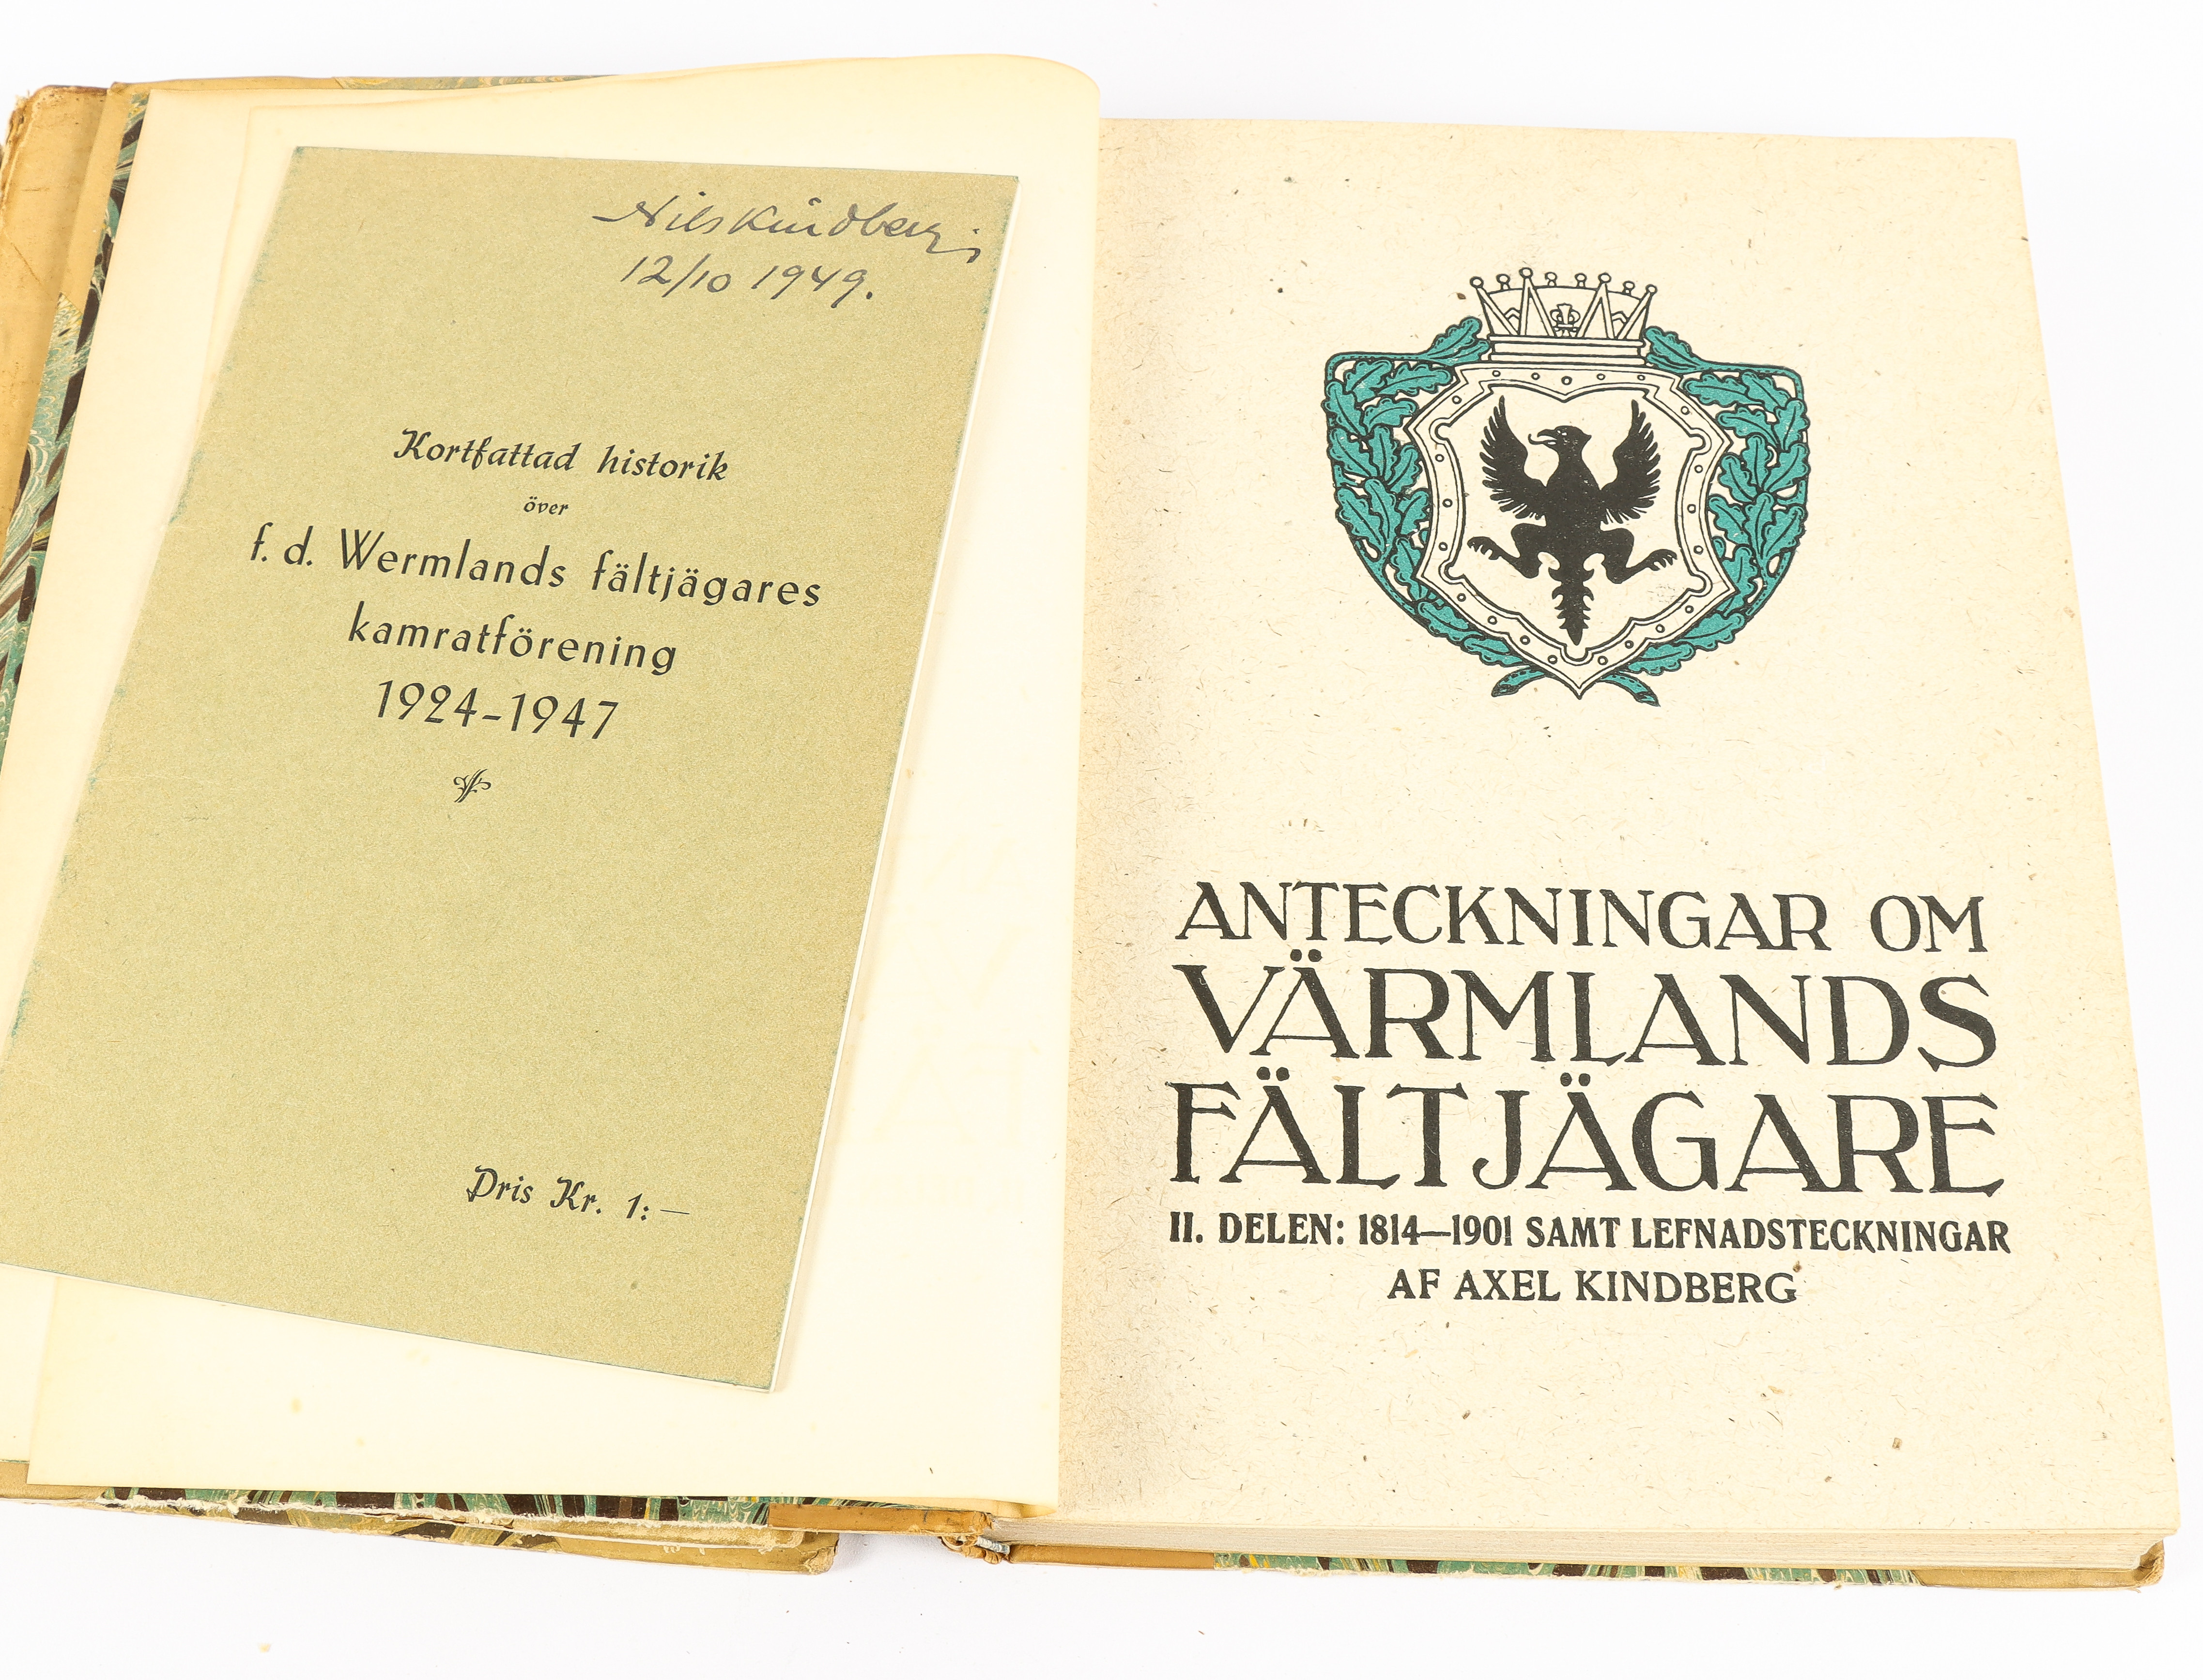 Nils Kindberg
12/10 1949.
Kortfattad historik
över
f. d. Wermlands fältjägares
kamratförening
1924-1947
Pris Kr. 1:—
ANTECKNINGAR OM
VÄRMLANDS
FÄLTJÄGARE
II. DELEN: 1814—1901 SAMT LEFNADSTECKNINGAR
AF AXEL KINDBERG